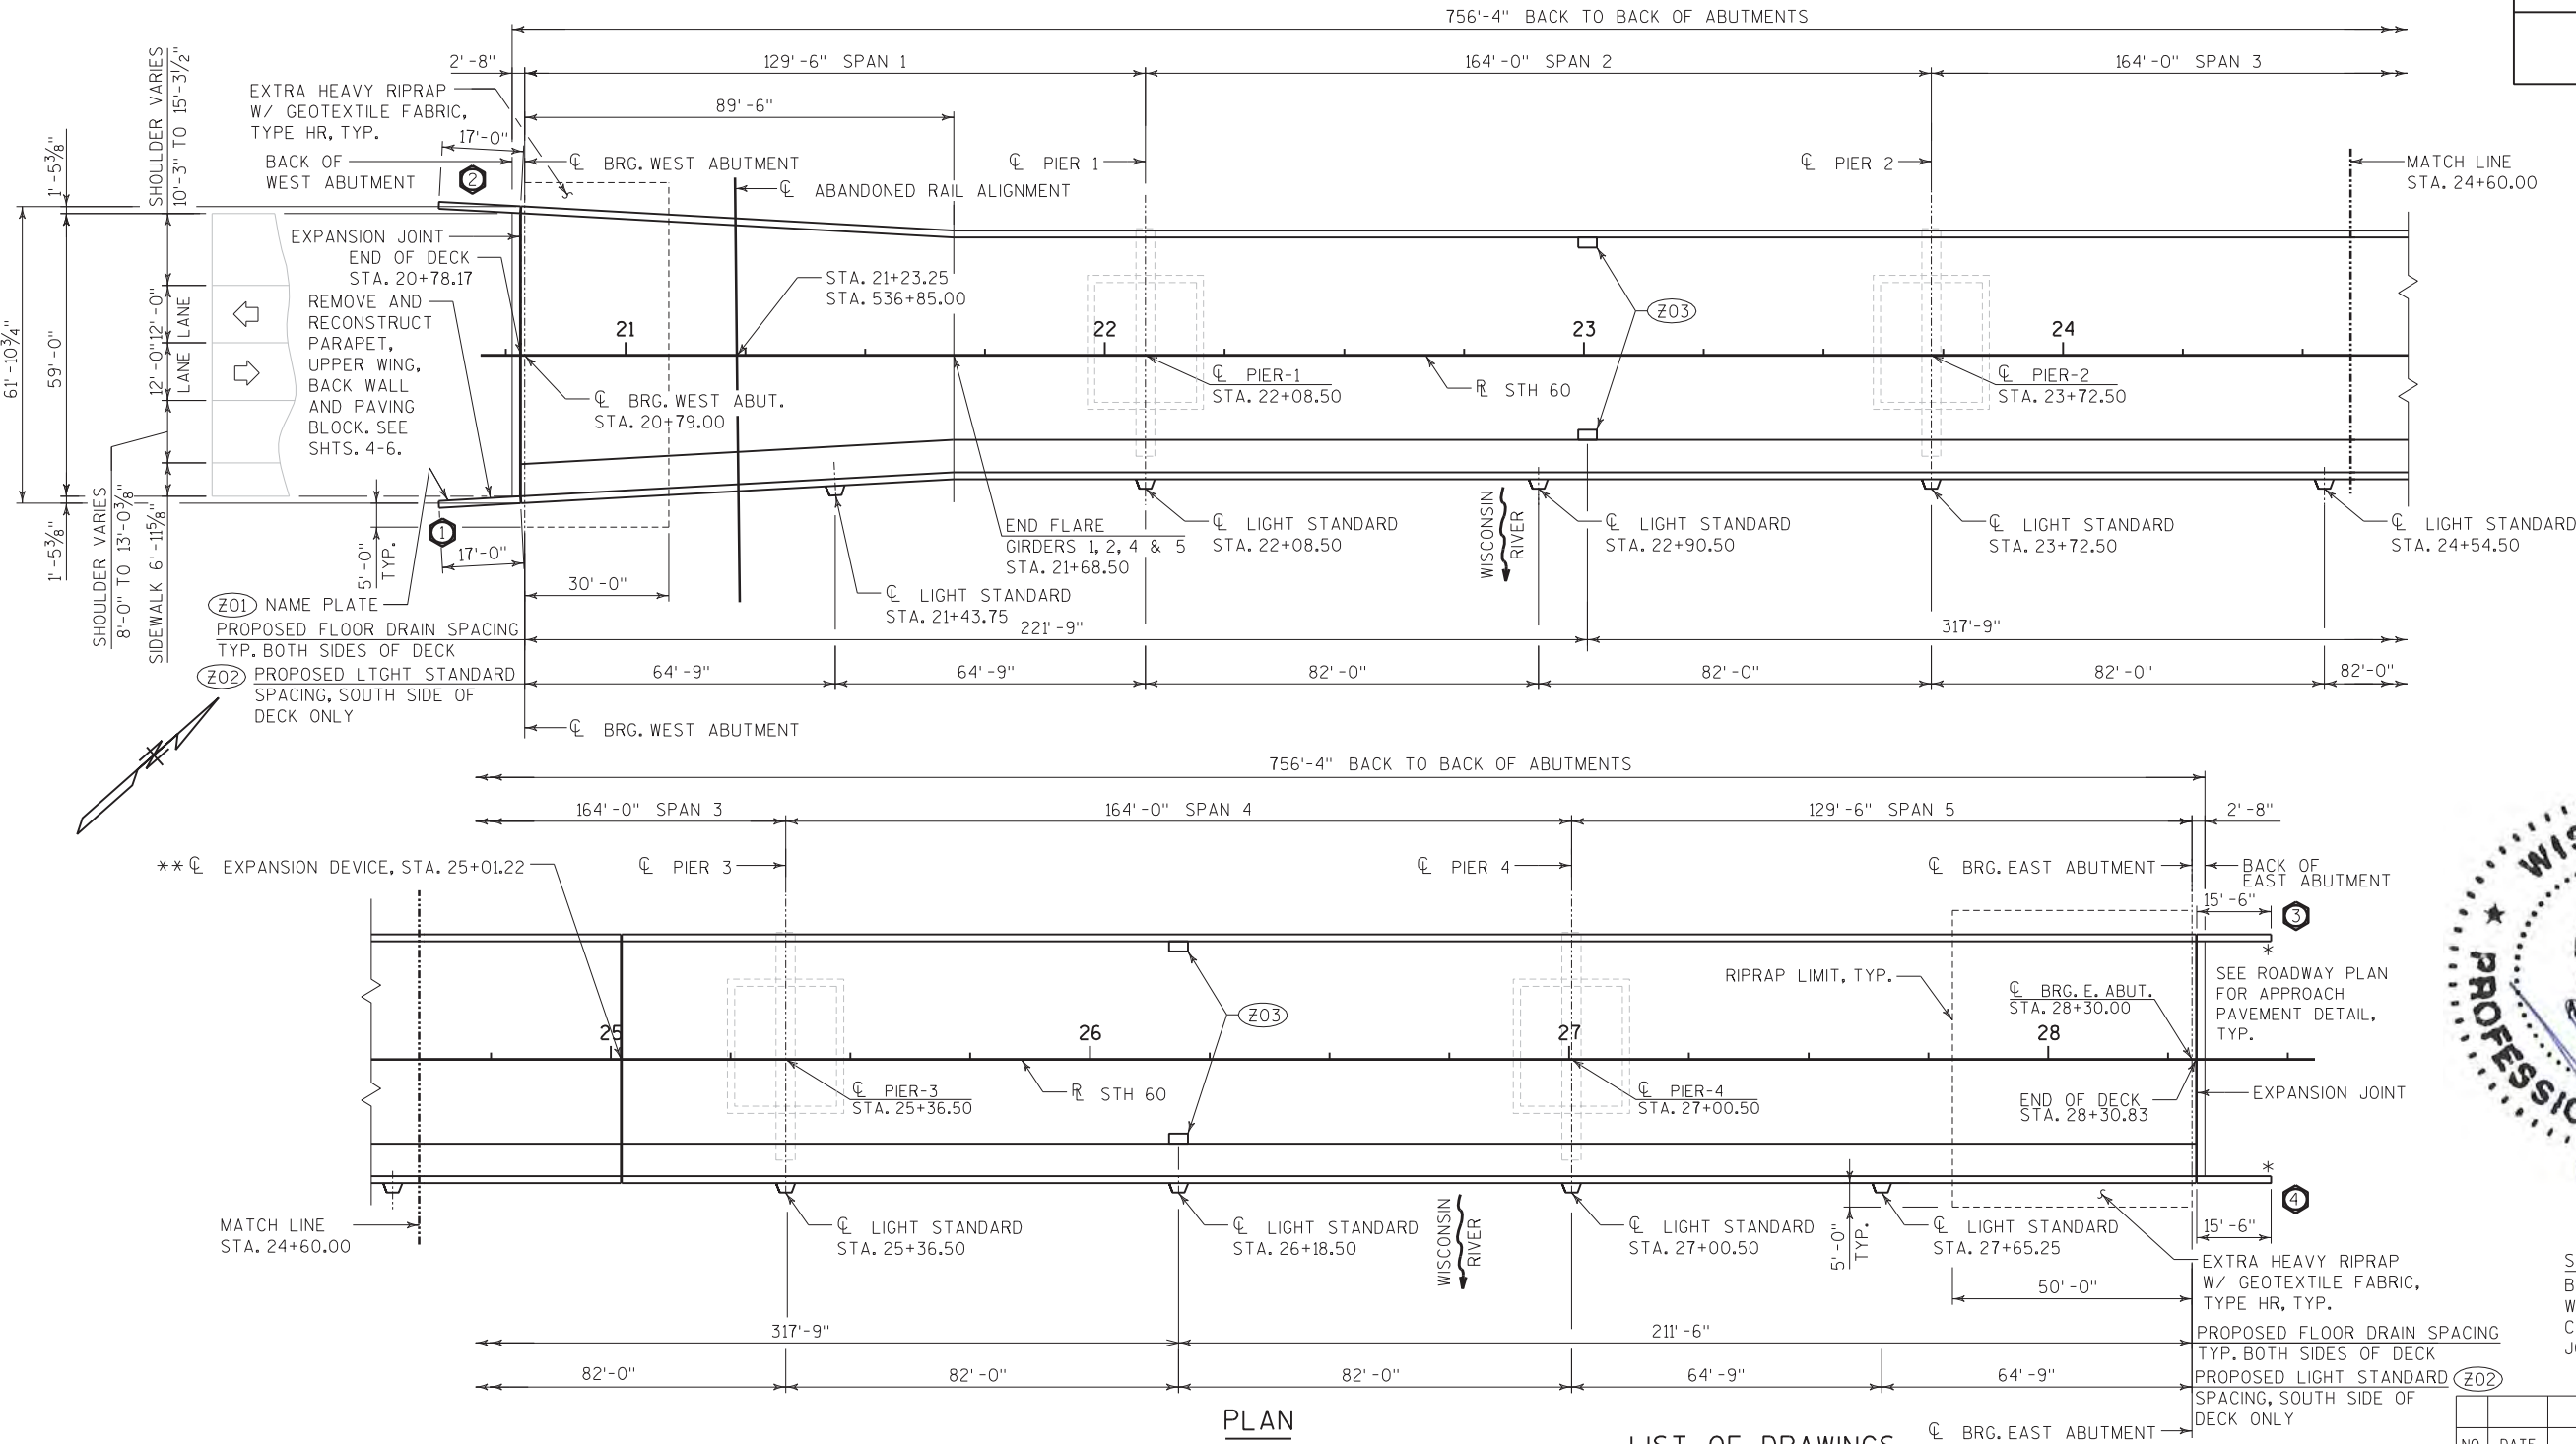 756'-4" BACK TO BACK OF ABUTMENTS
2'-8"
129'-6" SPAN 1
164'-0" SPAN 2
164'-0" SPAN 3
89'-6"
EXTRA HEAVY RIPRAP
W/ GEOTEXTILE FABRIC,
TYPE HR, TYP.
17'-0"
BACK OF
WEST ABUTMENT
2
℄ BRG. WEST ABUTMENT
℄ ABANDONED RAIL ALIGNMENT
℄ PIER 1
℄ PIER 2
MATCH LINE
STA. 24+60.00
1'-5⅜"
SHOULDER VARIES
10'-3" TO 15'-3½"
61'-10¾"
59'-0"
12'-0"
LANE
12'-0"
LANE
EXPANSION JOINT
END OF DECK
STA. 20+78.17
REMOVE AND
RECONSTRUCT
PARAPET,
UPPER WING,
BACK WALL
AND PAVING
BLOCK. SEE
SHTS. 4-6.
STA. 21+23.25
STA. 536+85.00
21
22
23
24
Z03
℄ BRG. WEST ABUT.
STA. 20+79.00
℄ PIER-1
STA. 22+08.50
℞ STH 60
℄ PIER-2
STA. 23+72.50
1'-5⅜"
SHOULDER VARIES
8'-0" TO 13'-0⅜"
SIDEWALK 6'-11⅝"
5'-0"
TYP.
1
17'-0"
30'-0"
END FLARE
GIRDERS 1, 2, 4 & 5
STA. 21+68.50
℄ LIGHT STANDARD
STA. 21+43.75
℄ LIGHT STANDARD
STA. 22+08.50
WISCONSIN
RIVER
℄ LIGHT STANDARD
STA. 22+90.50
℄ LIGHT STANDARD
STA. 23+72.50
℄ LIGHT STANDARD
STA. 24+54.50
Z01 NAME PLATE
PROPOSED FLOOR DRAIN SPACING
TYP. BOTH SIDES OF DECK
221'-9"
317'-9"
Z02 PROPOSED LTGHT STANDARD
SPACING, SOUTH SIDE OF
DECK ONLY
64'-9"
64'-9"
82'-0"
82'-0"
82'-0"
82'-0"
℄ BRG. WEST ABUTMENT
756'-4" BACK TO BACK OF ABUTMENTS
164'-0" SPAN 3
164'-0" SPAN 4
129'-6" SPAN 5
2'-8"
**℄ EXPANSION DEVICE, STA. 25+01.22
℄ PIER 3
℄ PIER 4
℄ BRG. EAST ABUTMENT
BACK OF
EAST ABUTMENT
15'-6"
3
*
RIPRAP LIMIT, TYP.
℄ BRG. E. ABUT.
STA. 28+30.00
SEE ROADWAY PLAN
FOR APPROACH
PAVEMENT DETAIL,
TYP.
25
26
27
28
Z03
℄ PIER-3
STA. 25+36.50
℞ STH 60
℄ PIER-4
STA. 27+00.50
END OF DECK
STA. 28+30.83
EXPANSION JOINT
*
4
15'-6"
MATCH LINE
STA. 24+60.00
℄ LIGHT STANDARD
STA. 25+36.50
℄ LIGHT STANDARD
STA. 26+18.50
WISCONSIN
RIVER
℄ LIGHT STANDARD
STA. 27+00.50
5'-0"
TYP.
℄ LIGHT STANDARD
STA. 27+65.25
EXTRA HEAVY RIPRAP
W/ GEOTEXTILE FABRIC,
TYPE HR, TYP.
50'-0"
317'-9"
211'-6"
PROPOSED FLOOR DRAIN SPACING
TYP. BOTH SIDES OF DECK
82'-0"
82'-0"
82'-0"
64'-9"
64'-9"
PROPOSED LIGHT STANDARD Z02
SPACING, SOUTH SIDE OF
DECK ONLY
℄ BRG. EAST ABUTMENT
PLAN
LIST OF DRAWINGS
NO. DATE